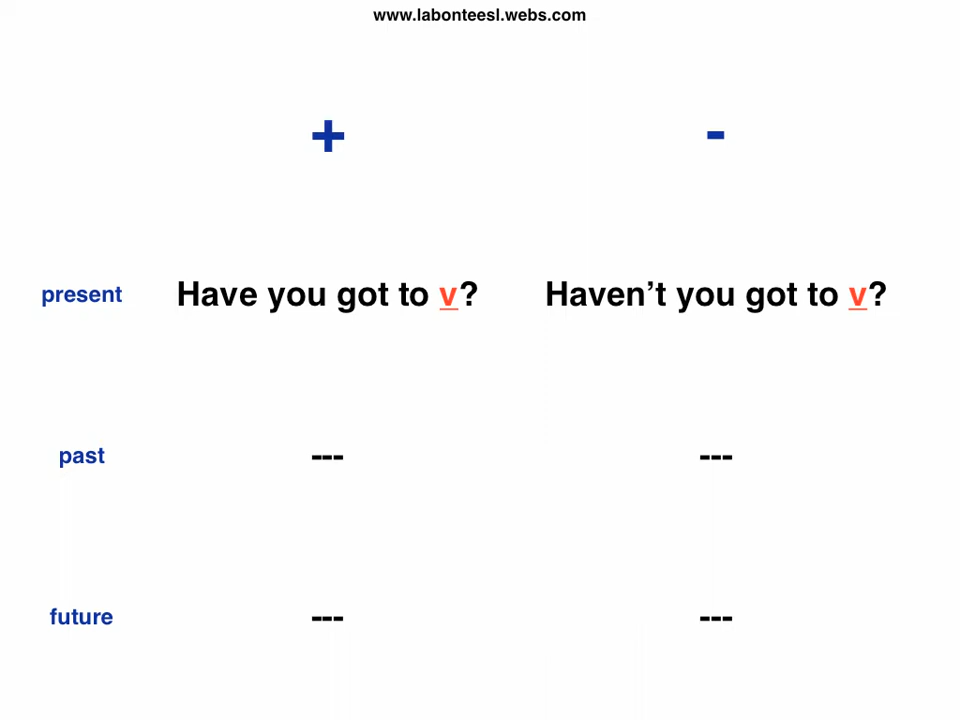 www.labonteesl.webs.com
+ -
present Have you got to v? Haven’t you got to v?
past --- ---
future --- ---